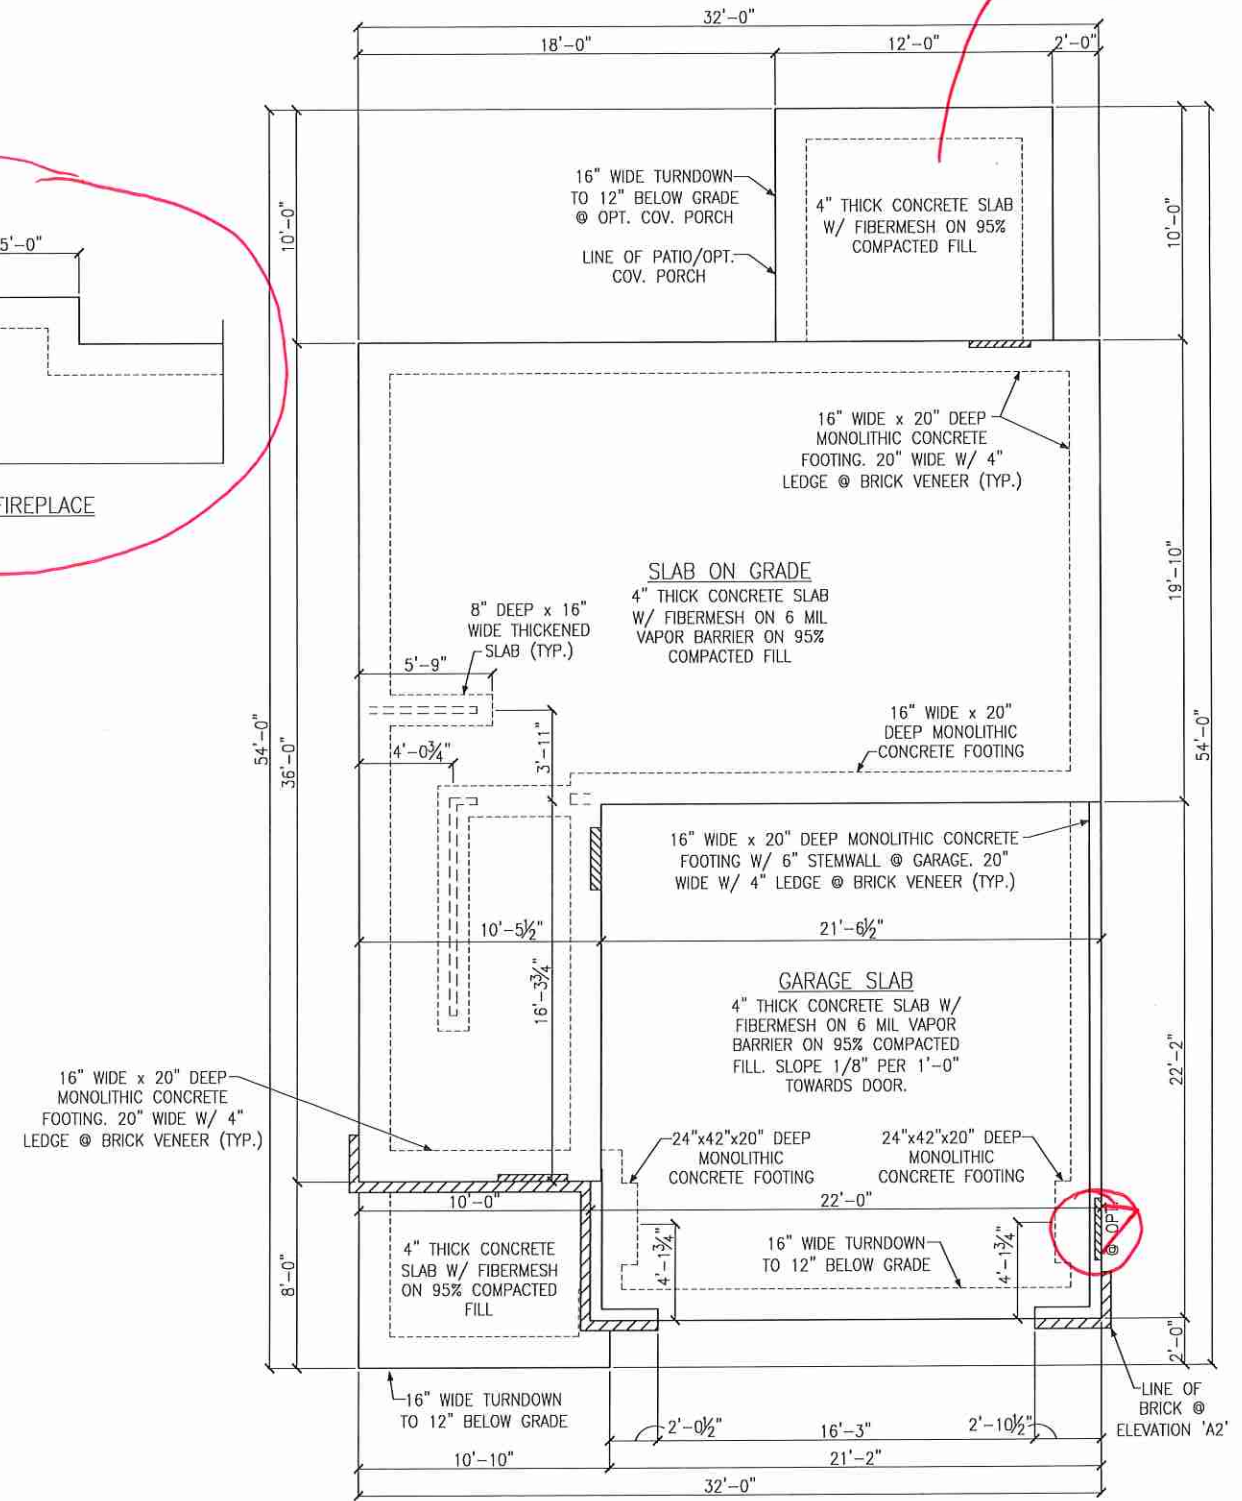 32'-0"
18'-0"
12'-0"
2'-0"
16" WIDE TURNDOWN
TO 12" BELOW GRADE
@ OPT. COV. PORCH
LINE OF PATIO/OPT.
COV. PORCH
4" THICK CONCRETE SLAB
W/ FIBERMESH ON 95%
COMPACTED FILL
10'-0"
10'-0"
5'-0"
FIREPLACE
16" WIDE x 20" DEEP
MONOLITHIC CONCRETE
FOOTING. 20" WIDE W/ 4"
LEDGE @ BRICK VENEER (TYP.)
SLAB ON GRADE
4" THICK CONCRETE SLAB
W/ FIBERMESH ON 6 MIL
VAPOR BARRIER ON 95%
COMPACTED FILL
8" DEEP x 16"
WIDE THICKENED
SLAB (TYP.)
5'-9"
19'-10"
54'-0"
36'-0"
4'-0¾"
3'-11"
16" WIDE x 20"
DEEP MONOLITHIC
CONCRETE FOOTING
54'-0"
16" WIDE x 20" DEEP MONOLITHIC CONCRETE
FOOTING W/ 6" STEMWALL @ GARAGE. 20"
WIDE W/ 4" LEDGE @ BRICK VENEER (TYP.)
10'-5½"
21'-6½"
16'-3¾"
GARAGE SLAB
4" THICK CONCRETE SLAB W/
FIBERMESH ON 6 MIL VAPOR
BARRIER ON 95% COMPACTED
FILL. SLOPE 1/8" PER 1'-0"
TOWARDS DOOR.
22'-2"
16" WIDE x 20" DEEP
MONOLITHIC CONCRETE
FOOTING. 20" WIDE W/ 4"
LEDGE @ BRICK VENEER (TYP.)
24"x42"x20" DEEP
MONOLITHIC
CONCRETE FOOTING
24"x42"x20" DEEP
MONOLITHIC
CONCRETE FOOTING
10'-0"
22'-0"
@ OPT.
4" THICK CONCRETE
SLAB W/ FIBERMESH
ON 95% COMPACTED
FILL
8'-0"
4'-1¾"
16" WIDE TURNDOWN
TO 12" BELOW GRADE
4'-1¾"
2'-0"
16" WIDE TURNDOWN
TO 12" BELOW GRADE
LINE OF
BRICK @
ELEVATION 'A2'
2'-0½"
16'-3"
2'-10½"
10'-10"
21'-2"
32'-0"